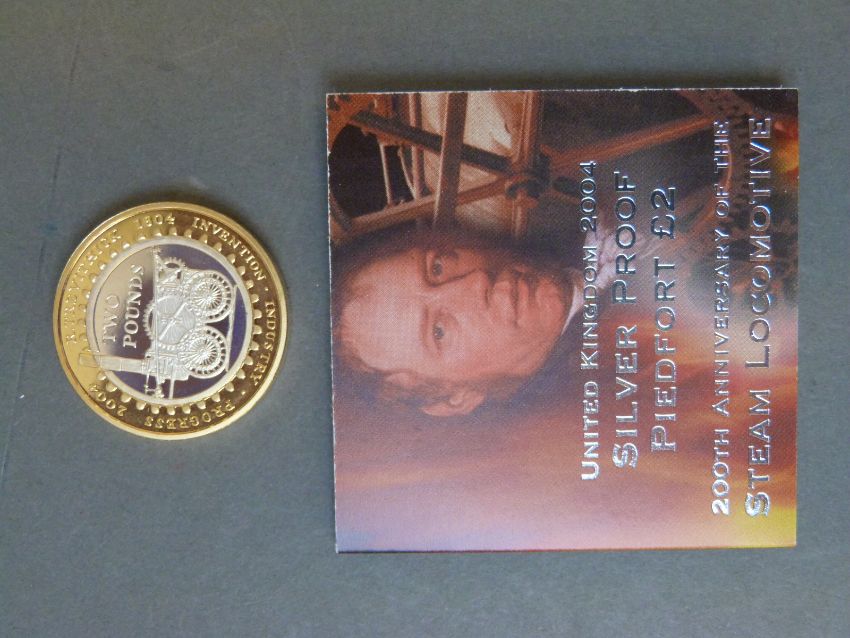 R.TREVITHICK 1804 INVENTION · INDUSTRY · PROGRESS 2004
TWO
POUNDS
UNITED KINGDOM 2004
SILVER PROOF
PIEDFORT £2
200TH ANNIVERSARY OF THE
STEAM LOCOMOTIVE